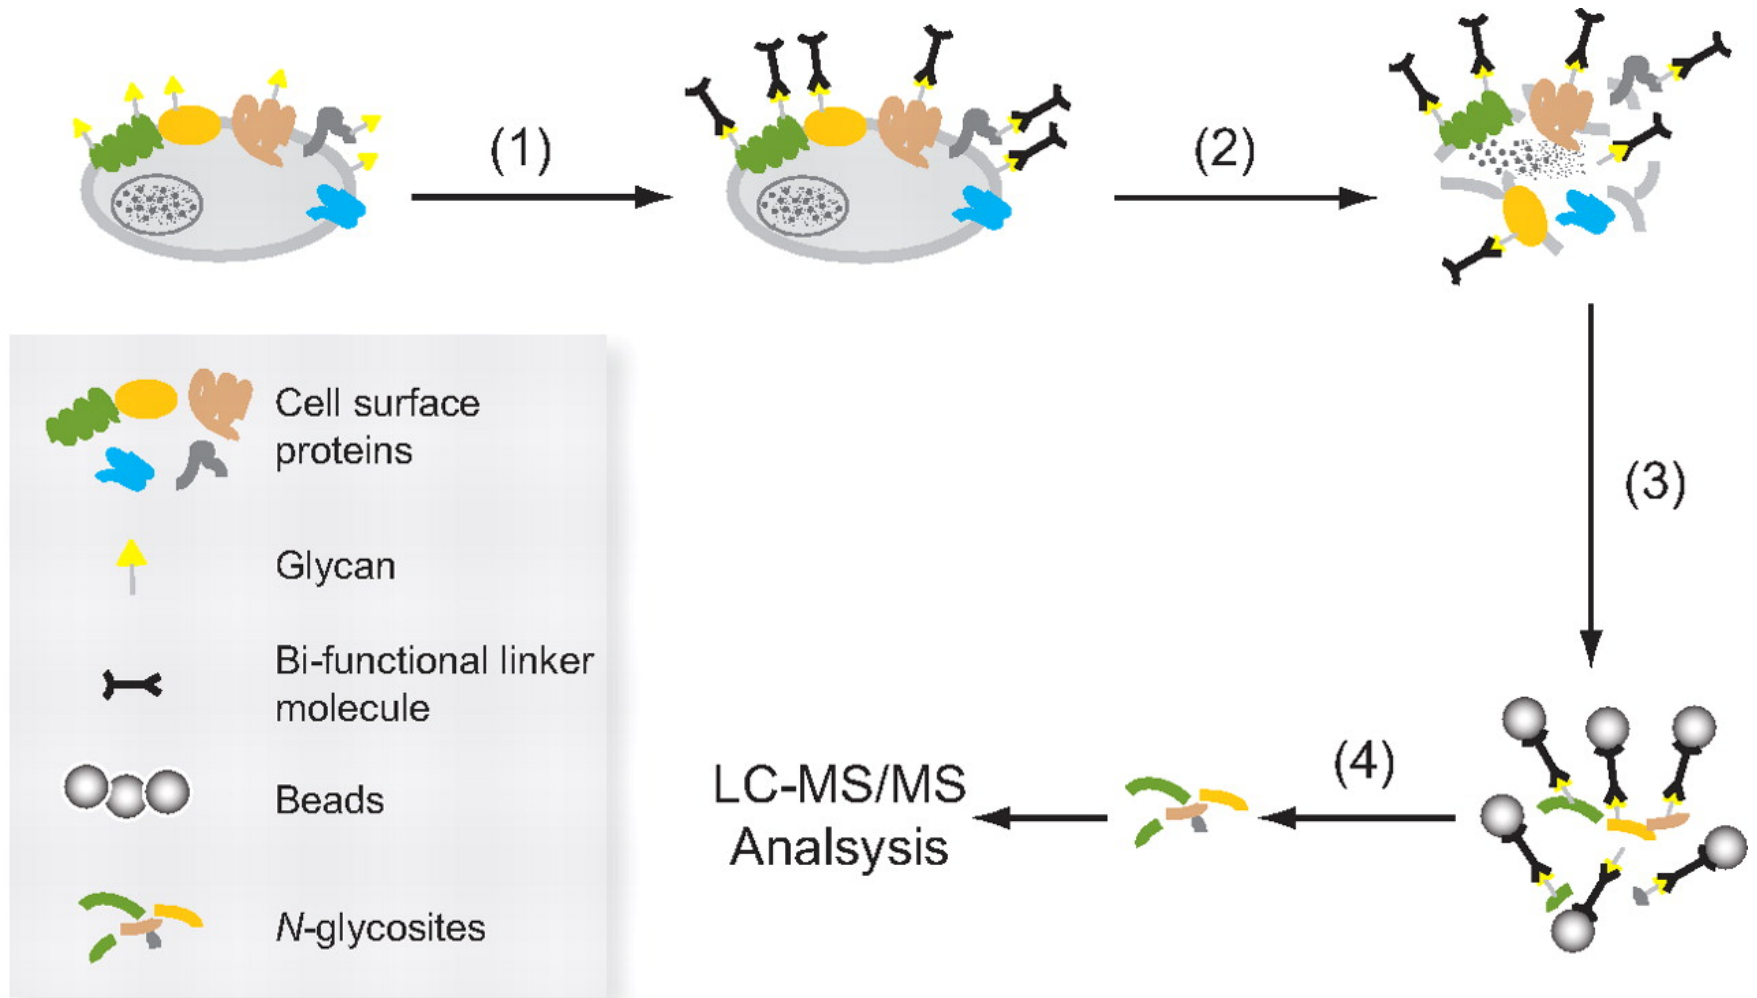 (1)
(2)
(3)
(4)
LC-MS/MS
Analsysis
Cell surface
proteins
Glycan
Bi-functional linker
molecule
Beads
N-glycosites